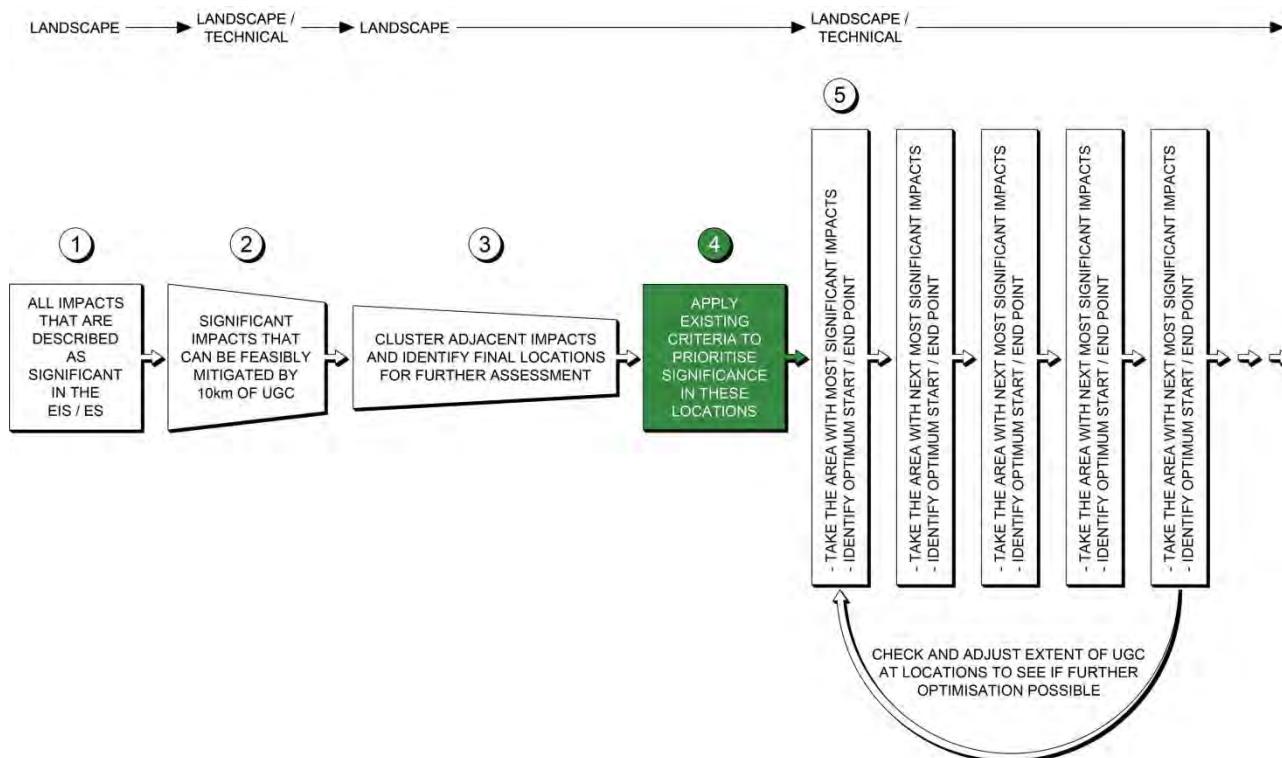 LANDSCAPE
LANDSCAPE /
TECHNICAL
LANDSCAPE
LANDSCAPE /
TECHNICAL
1
ALL IMPACTS
THAT ARE
DESCRIBED
AS
SIGNIFICANT
IN THE
EIS / ES
2
SIGNIFICANT
IMPACTS THAT
CAN BE FEASIBLY
MITIGATED BY
10km OF UGC
3
CLUSTER ADJACENT IMPACTS
AND IDENTIFY FINAL LOCATIONS
FOR FURTHER ASSESSMENT
4
APPLY
EXISTING
CRITERIA TO
PRIORITISE
SIGNIFICANCE
IN THESE
LOCATIONS
5
- TAKE THE AREA WITH MOST SIGNIFICANT IMPACTS
- IDENTIFY OPTIMUM START / END POINT
- TAKE THE AREA WITH NEXT MOST SIGNIFICANT IMPACTS
- IDENTIFY OPTIMUM START / END POINT
- TAKE THE AREA WITH NEXT MOST SIGNIFICANT IMPACTS
- IDENTIFY OPTIMUM START / END POINT
- TAKE THE AREA WITH NEXT MOST SIGNIFICANT IMPACTS
- IDENTIFY OPTIMUM START / END POINT
- TAKE THE AREA WITH NEXT MOST SIGNIFICANT IMPACTS
- IDENTIFY OPTIMUM START / END POINT
CHECK AND ADJUST EXTENT OF UGC
AT LOCATIONS TO SEE IF FURTHER
OPTIMISATION POSSIBLE